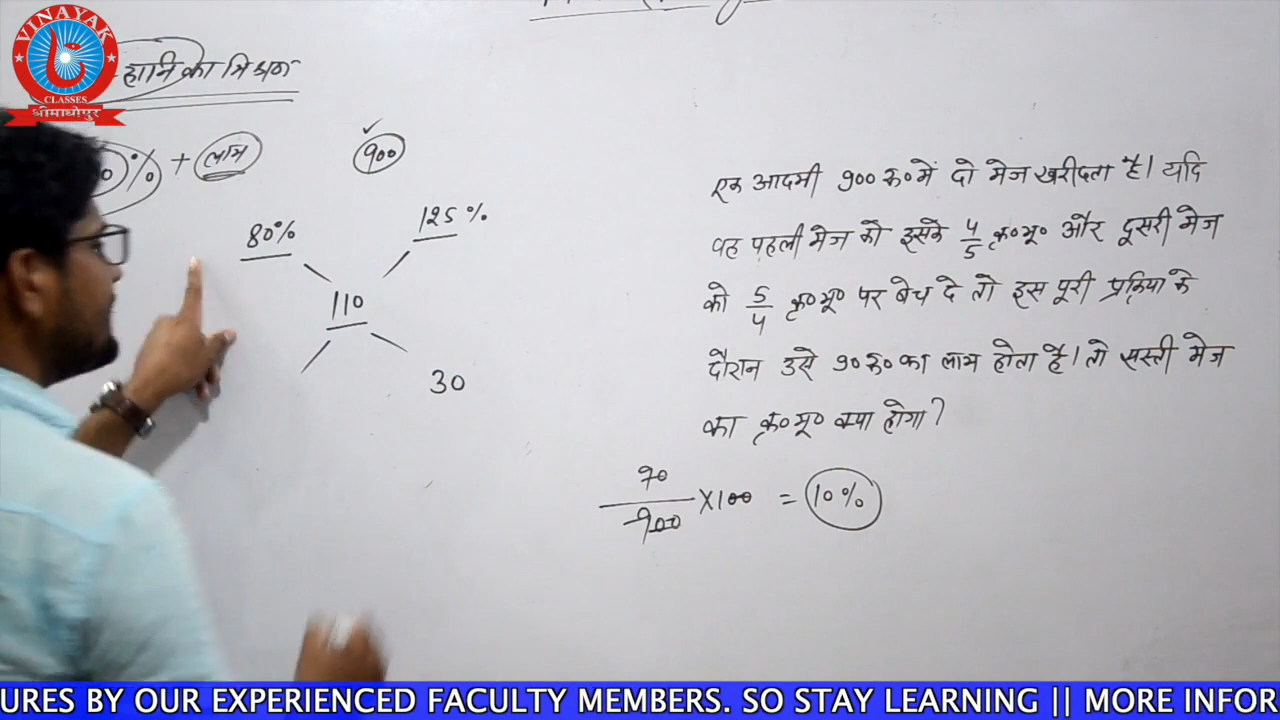 VINAYAK
CLASSES
श्रीमाधोपुर
हानि का मिश्रण
% + लाभ
900
80% 125%
110
30
एक आदमी 900 रु० में दो मेज खरीदता है। यदि
वह पहली मेज को इसके 4/5 क्र०मू० और दूसरी मेज
को 5/4 क्र०मू० पर बेच दे तो इस पूरी प्रक्रिया के
दौरान उसे 90 रु० का लाभ होता है। तो सस्ती मेज
का क्र०मू० क्या होगा?
90/900 ×100 = 10%
URES BY OUR EXPERIENCED FACULTY MEMBERS. SO STAY LEARNING || MORE INFOR